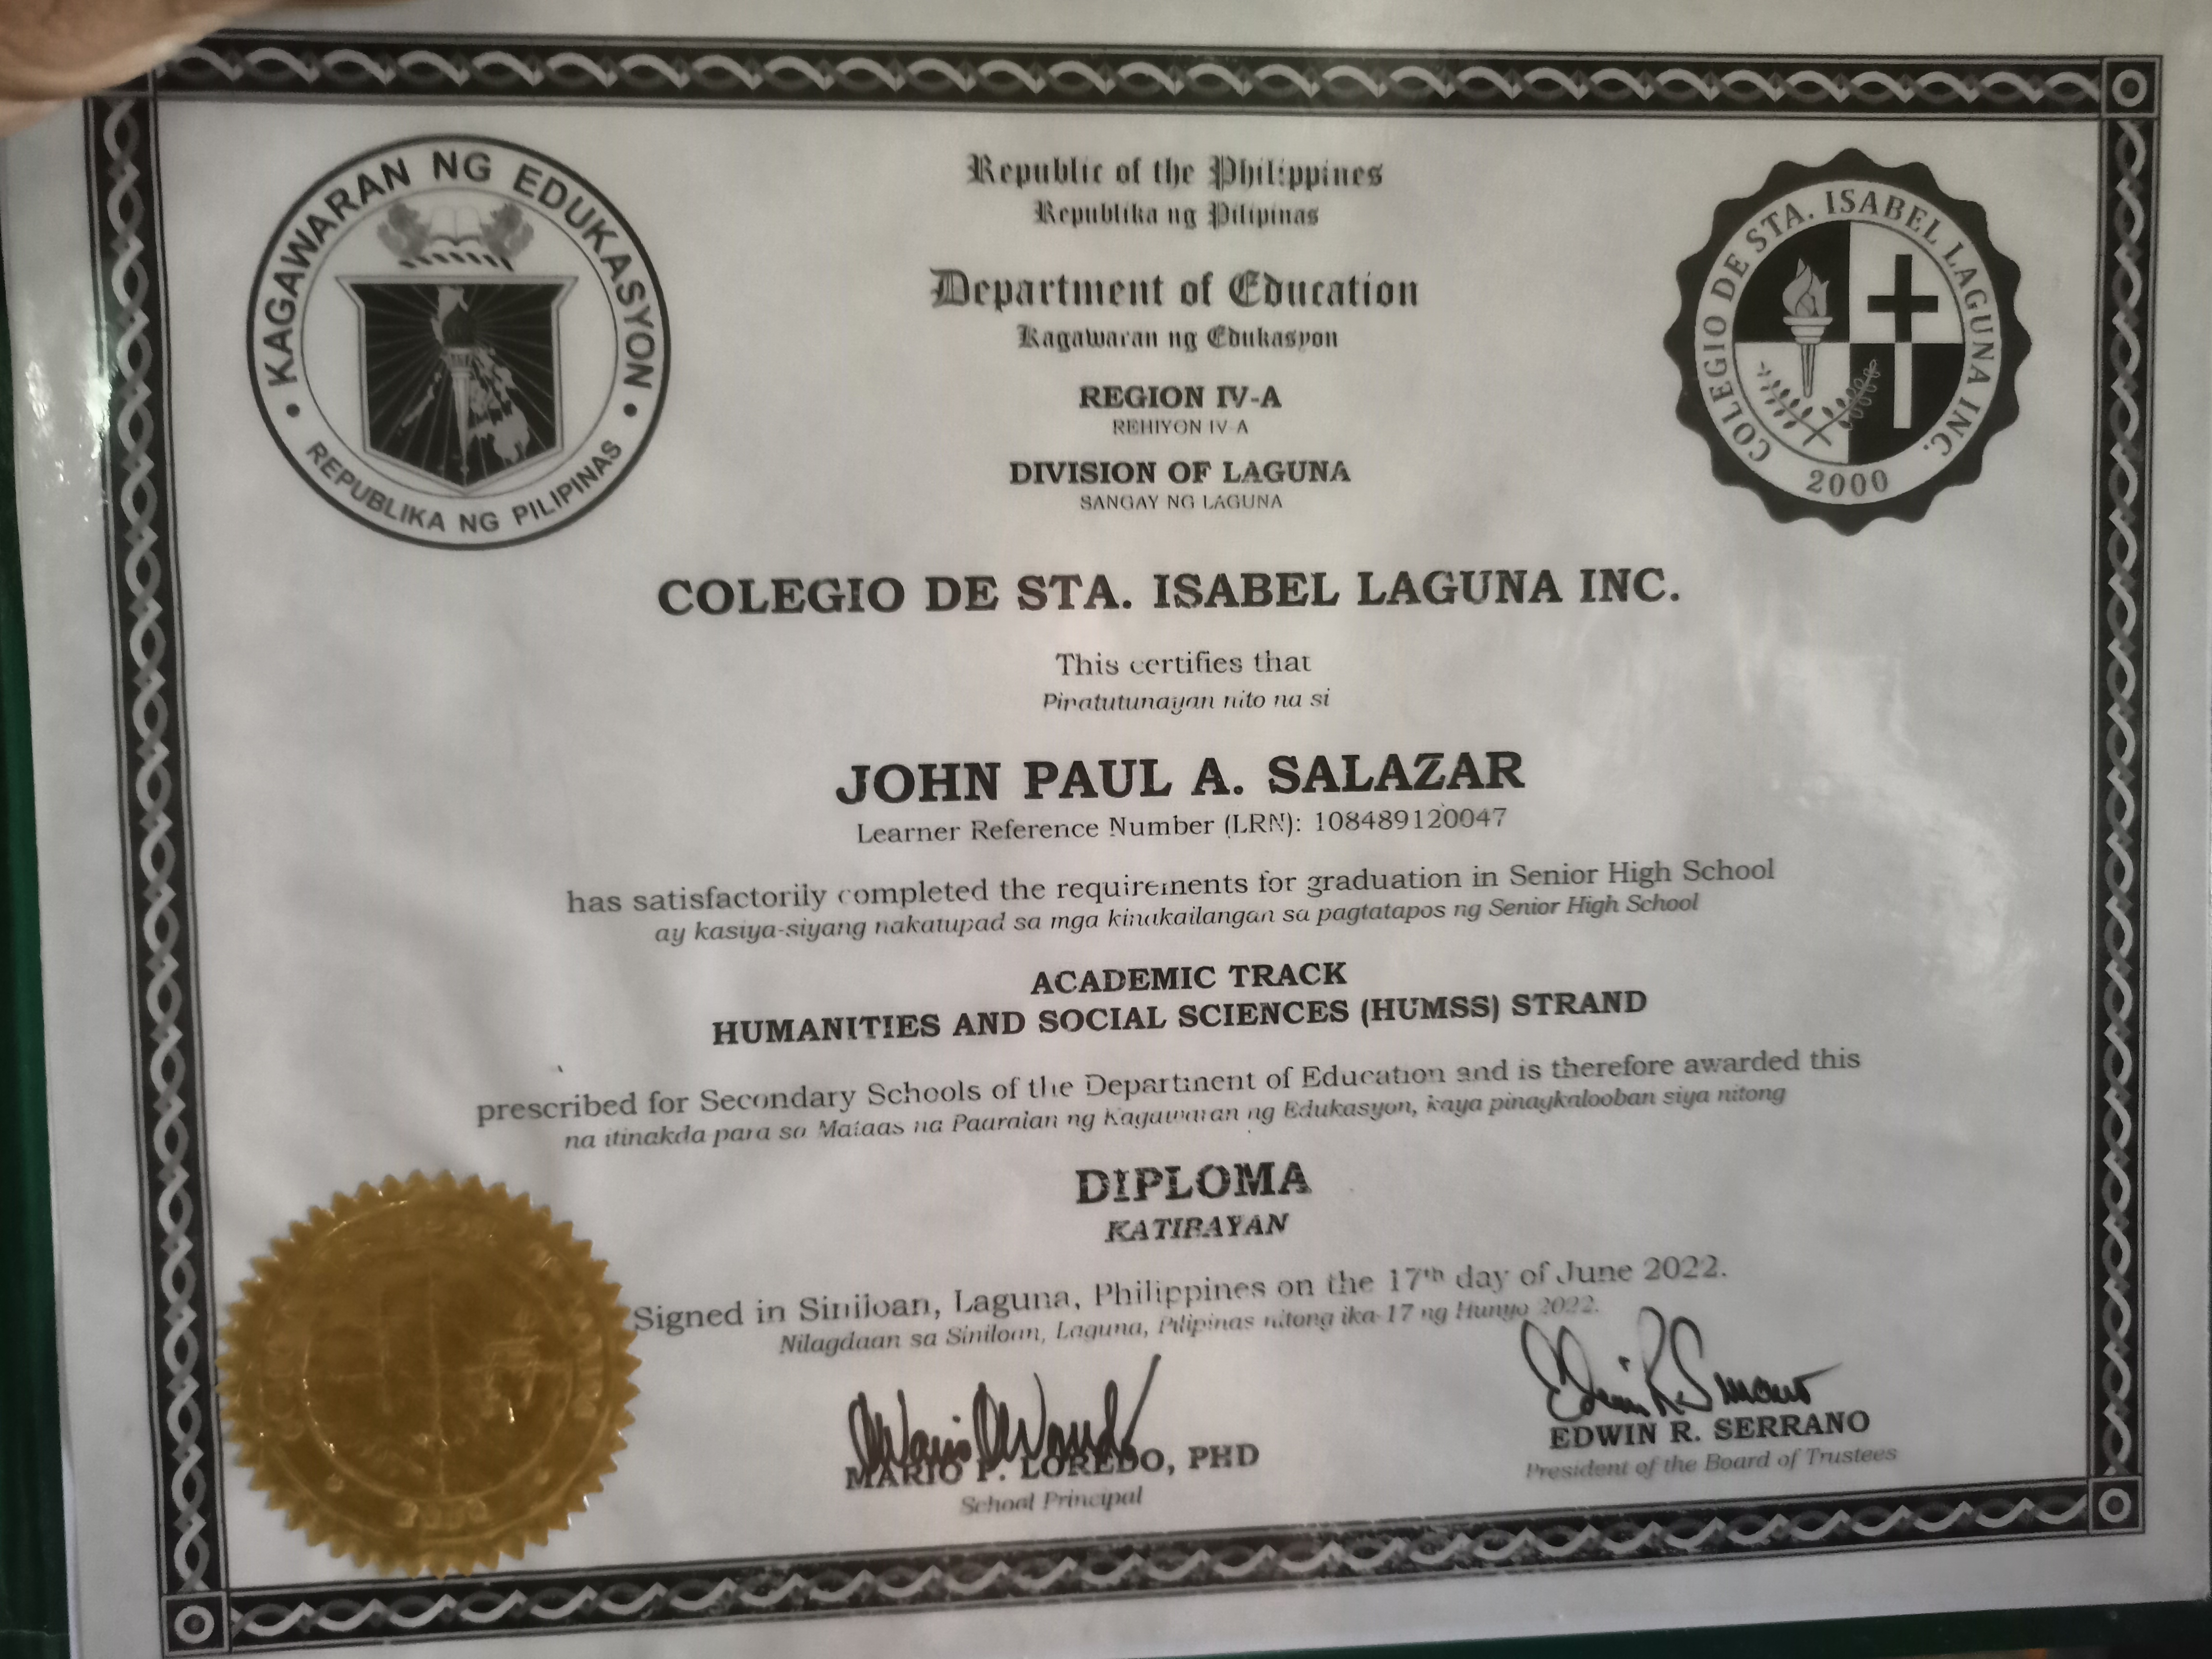 KAGAWARAN NG EDUKASYON
REPUBLIKA NG PILIPINAS
Republic of the Philippines
Republika ng Pilipinas
Department of Education
Kagawaran ng Edukasyon
REGION IV-A
REHIYON IV-A
DIVISION OF LAGUNA
SANGAY NG LAGUNA
COLEGIO DE STA. ISABEL LAGUNA INC.
2000
COLEGIO DE STA. ISABEL LAGUNA INC.
This certifies that
Pinatutunayan nito na si
JOHN PAUL A. SALAZAR
Learner Reference Number (LRN): 108489120047
has satisfactorily completed the requirements for graduation in Senior High School
ay kasiya-siyang nakatupad sa mga kinakailangan sa pagtatapos ng Senior High School
ACADEMIC TRACK
HUMANITIES AND SOCIAL SCIENCES (HUMSS) STRAND
prescribed for Secondary Schools of the Department of Education and is therefore awarded this
na itinakda para sa Mataas na Paaralan ng Kagawaran ng Edukasyon, kaya pinagkalooban siya nitong
DIPLOMA
KATIBAYAN
Signed in Siniloan, Laguna, Philippines on the 17th day of June 2022.
Nilagdaan sa Siniloan, Laguna, Pilipinas nitong ika-17 ng Hunyo 2022.
MARIO P. LOREDO, PHD
School Principal
EDWIN R. SERRANO
President of the Board of Trustees